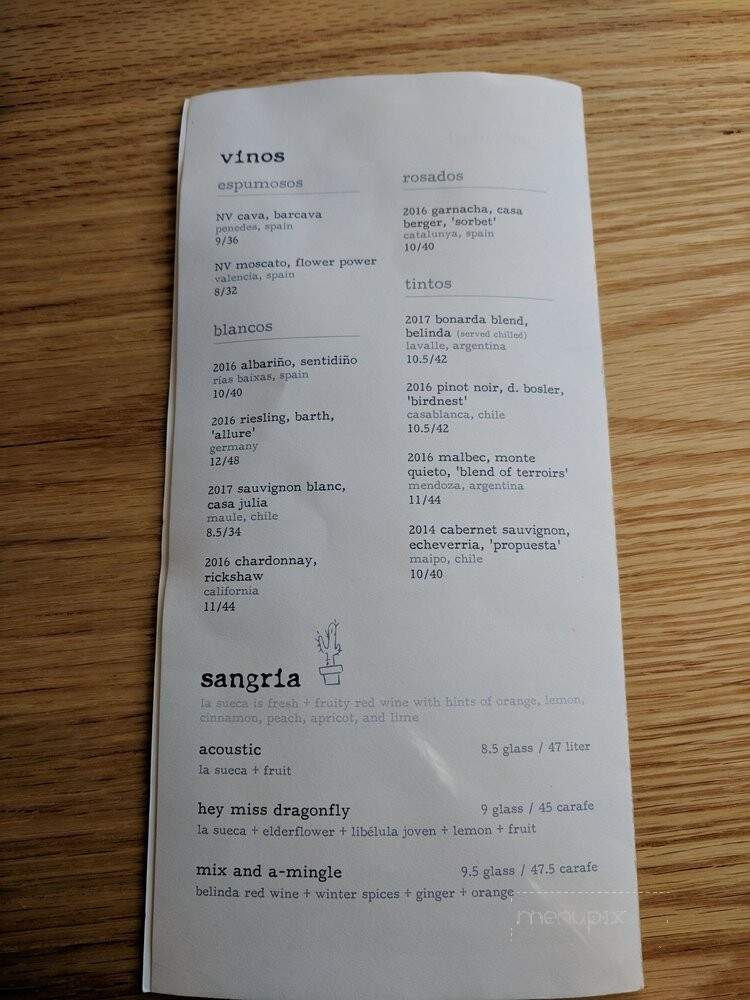 vinos
espumosos
NV cava, barcava
penedes, spain
9/36
NV moscato, flower power
valencia, spain
8/32
blancos
2016 albariño, sentidiño
rías baixas, spain
10/40
2016 riesling, barth,
'allure'
germany
12/48
2017 sauvignon blanc,
casa julia
maule, chile
8.5/34
2016 chardonnay,
rickshaw
california
11/44
rosados
2016 garnacha, casa
berger, 'sorbet'
catalunya, spain
10/40
tintos
2017 bonarda blend,
belinda (served chilled)
lavalle, argentina
10.5/42
2016 pinot noir, d. bosler,
'birdnest'
casablanca, chile
10.5/42
2016 malbec, monte
quieto, 'blend of terroirs'
mendoza, argentina
11/44
2014 cabernet sauvignon,
echeverria, 'propuesta'
maipo, chile
10/40
sangria
la sueca is fresh + fruity red wine with hints of orange, lemon,
cinnamon, peach, apricot, and lime
acoustic 8.5 glass / 47 liter
la sueca + fruit
hey miss dragonfly 9 glass / 45 carafe
la sueca + elderflower + libélula joven + lemon + fruit
mix and a-mingle 9.5 glass / 47.5 carafe
belinda red wine + winter spices + ginger + orange
menupix